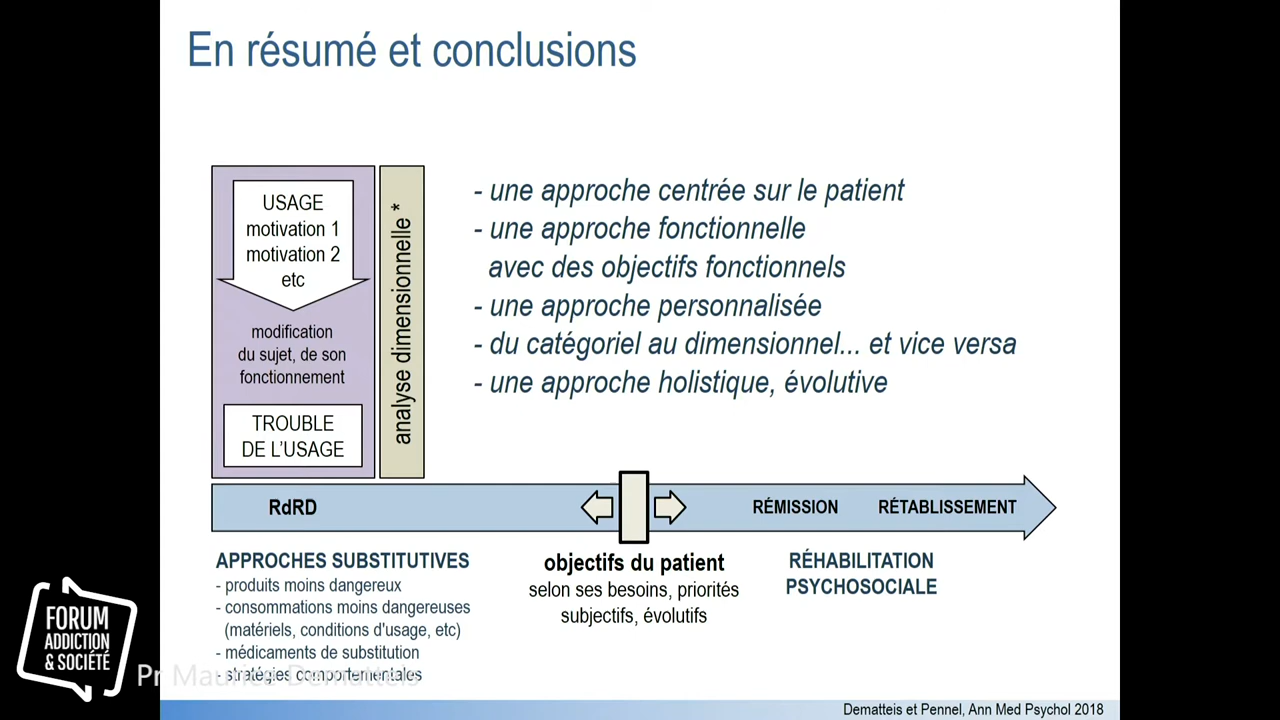 En résumé et conclusions
USAGE
motivation 1
motivation 2
etc
modification
du sujet, de son
fonctionnement
TROUBLE
DE L'USAGE
analyse dimensionnelle *
- une approche centrée sur le patient
- une approche fonctionnelle
avec des objectifs fonctionnels
- une approche personnalisée
- du catégoriel au dimensionnel... et vice versa
- une approche holistique, évolutive
RdRD
RÉMISSION
RÉTABLISSEMENT
APPROCHES SUBSTITUTIVES
- produits moins dangereux
- consommations moins dangereuses
(matériels, conditions d'usage, etc)
- médicaments de substitution
- stratégies comportementales
objectifs du patient
selon ses besoins, priorités
subjectifs, évolutifs
RÉHABILITATION
PSYCHOSOCIALE
FORUM
ADDICTION
& SOCIÉTÉ
Pr Maurice Dematteis
Dematteis et Pennel, Ann Med Psychol 2018